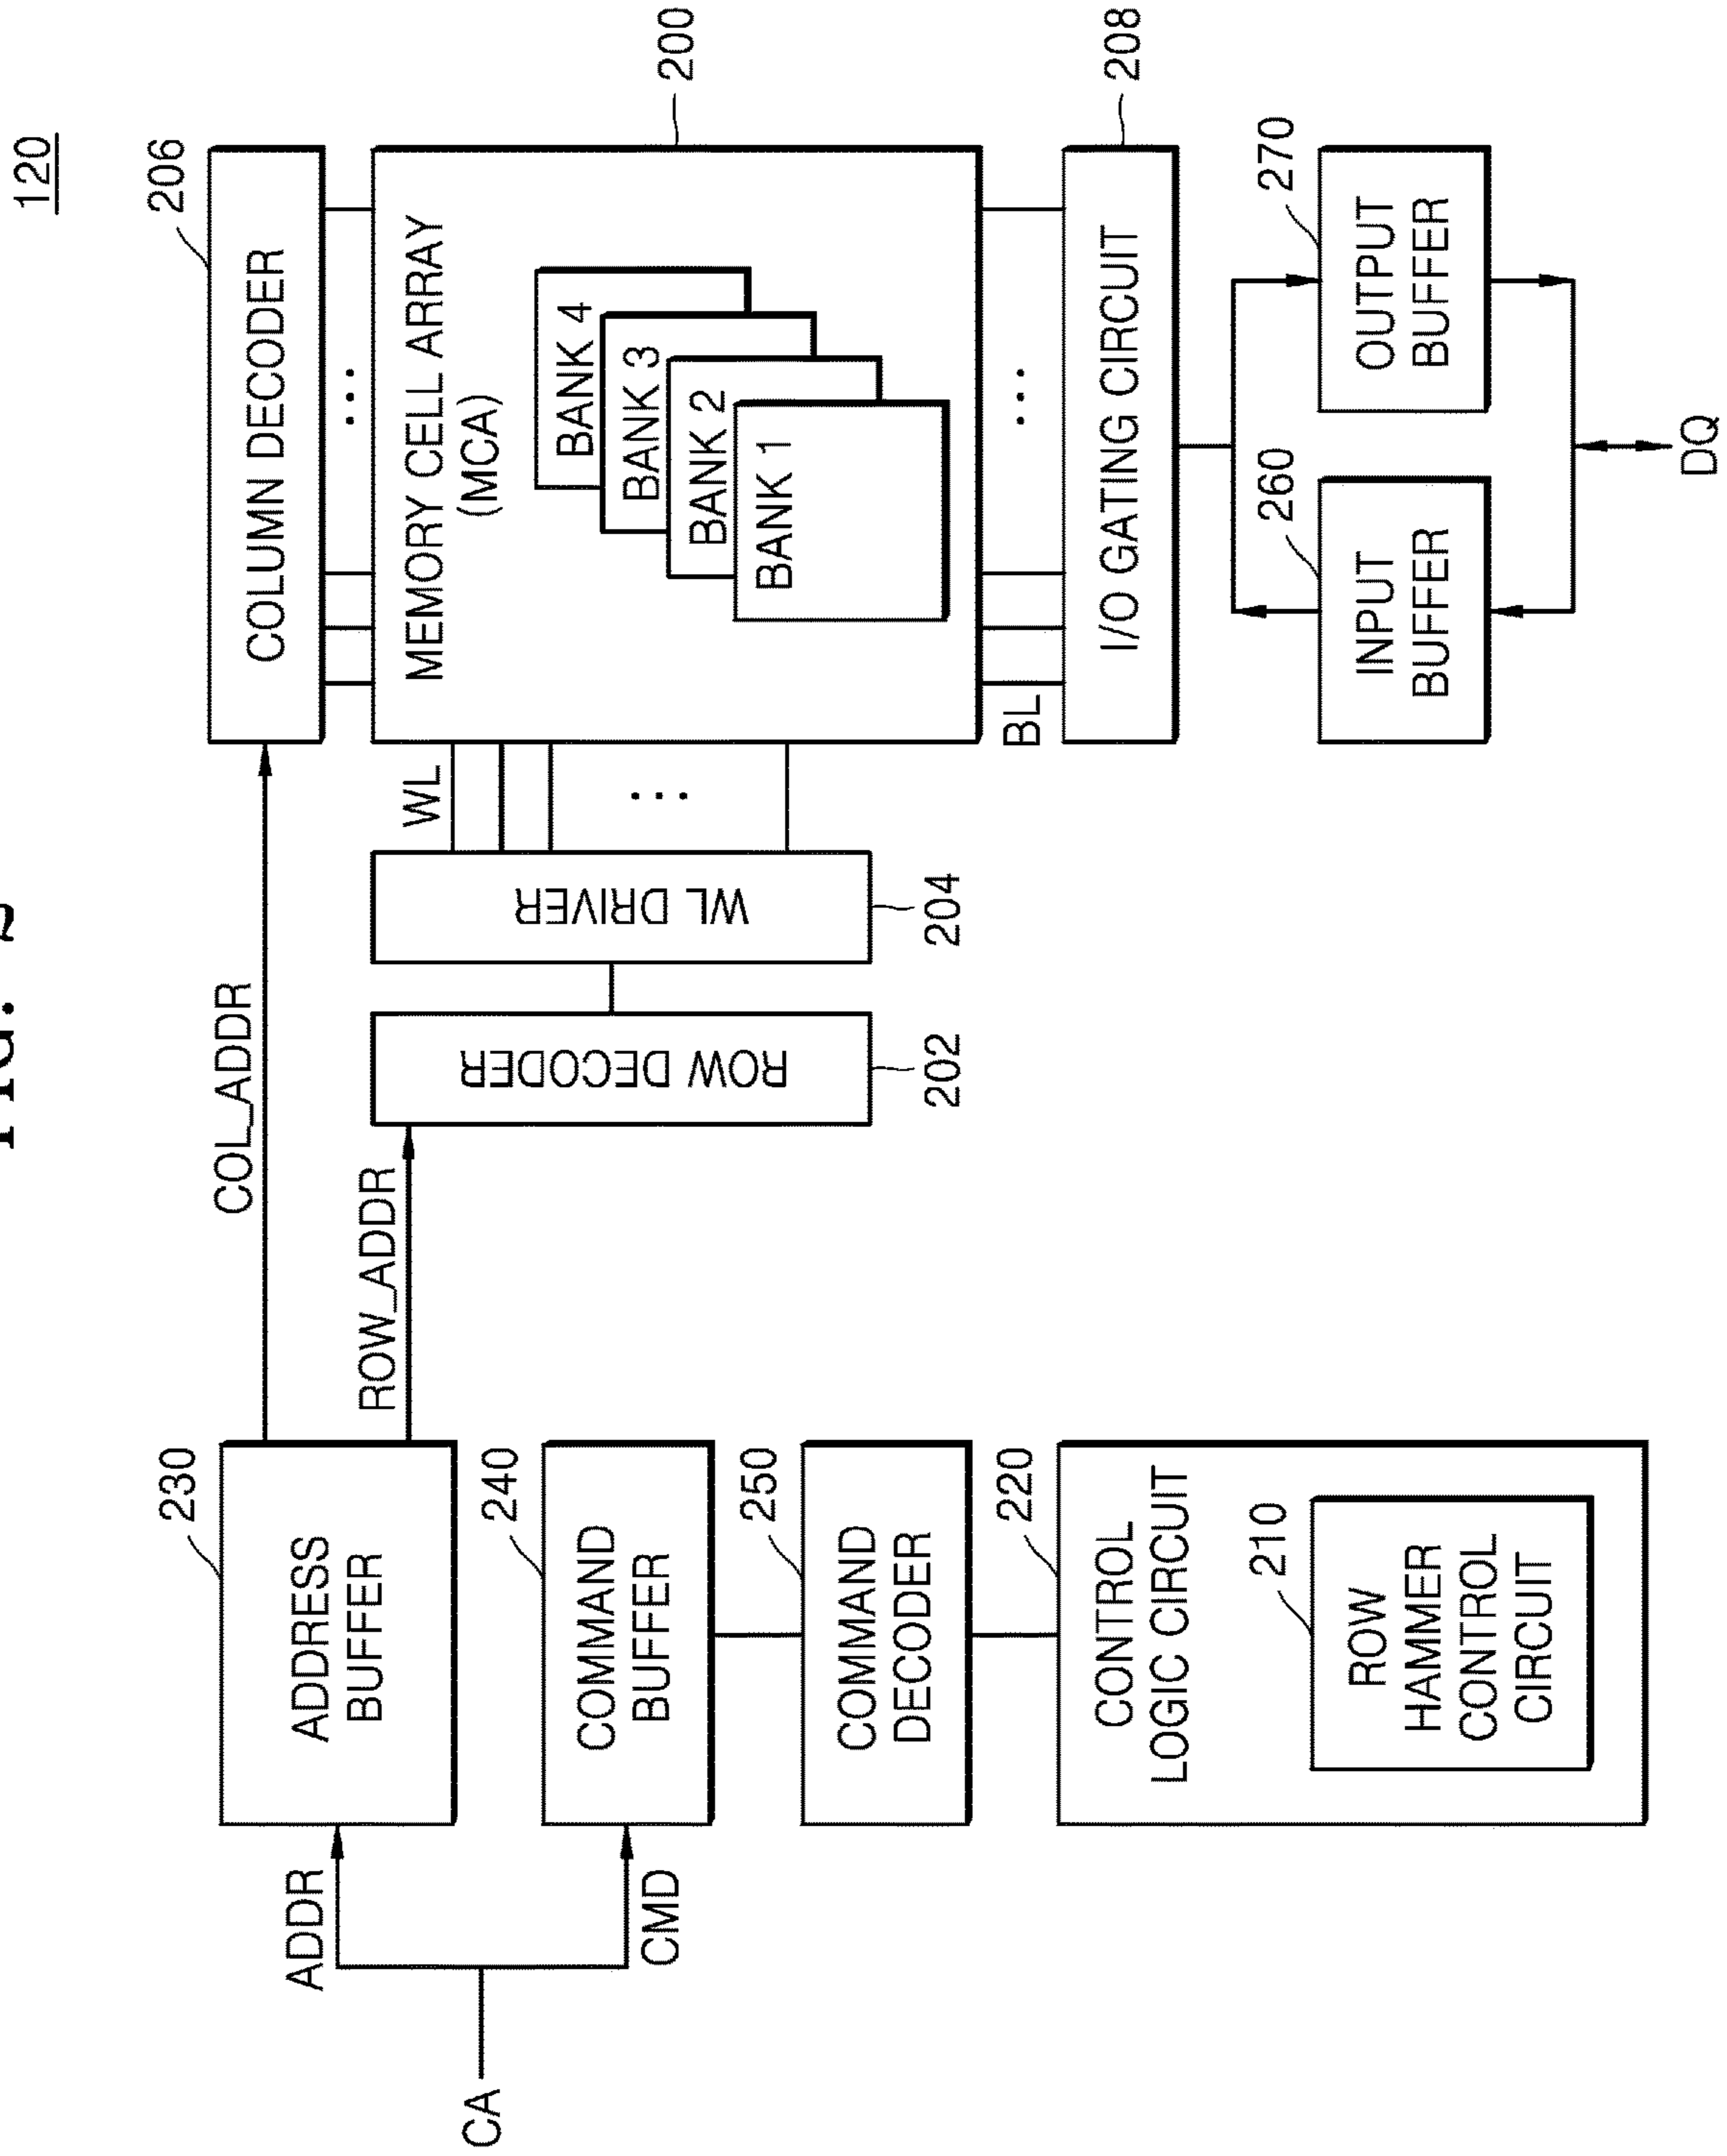 FIG. 2
120
COLUMN DECODER
206
COL_ADDR
230
ADDRESS
BUFFER
ADDR
ROW_ADDR
CA
CMD
240
COMMAND
BUFFER
250
COMMAND
DECODER
220
CONTROL
LOGIC CIRCUIT
210
ROW
HAMMER
CONTROL
CIRCUIT
ROW DECODER
202
WL DRIVER
204
WL
...
...
MEMORY CELL ARRAY
(MCA)
200
BANK 4
BANK 3
BANK 2
BANK 1
BL
...
I/O GATING CIRCUIT
208
260
INPUT
BUFFER
270
OUTPUT
BUFFER
DQ